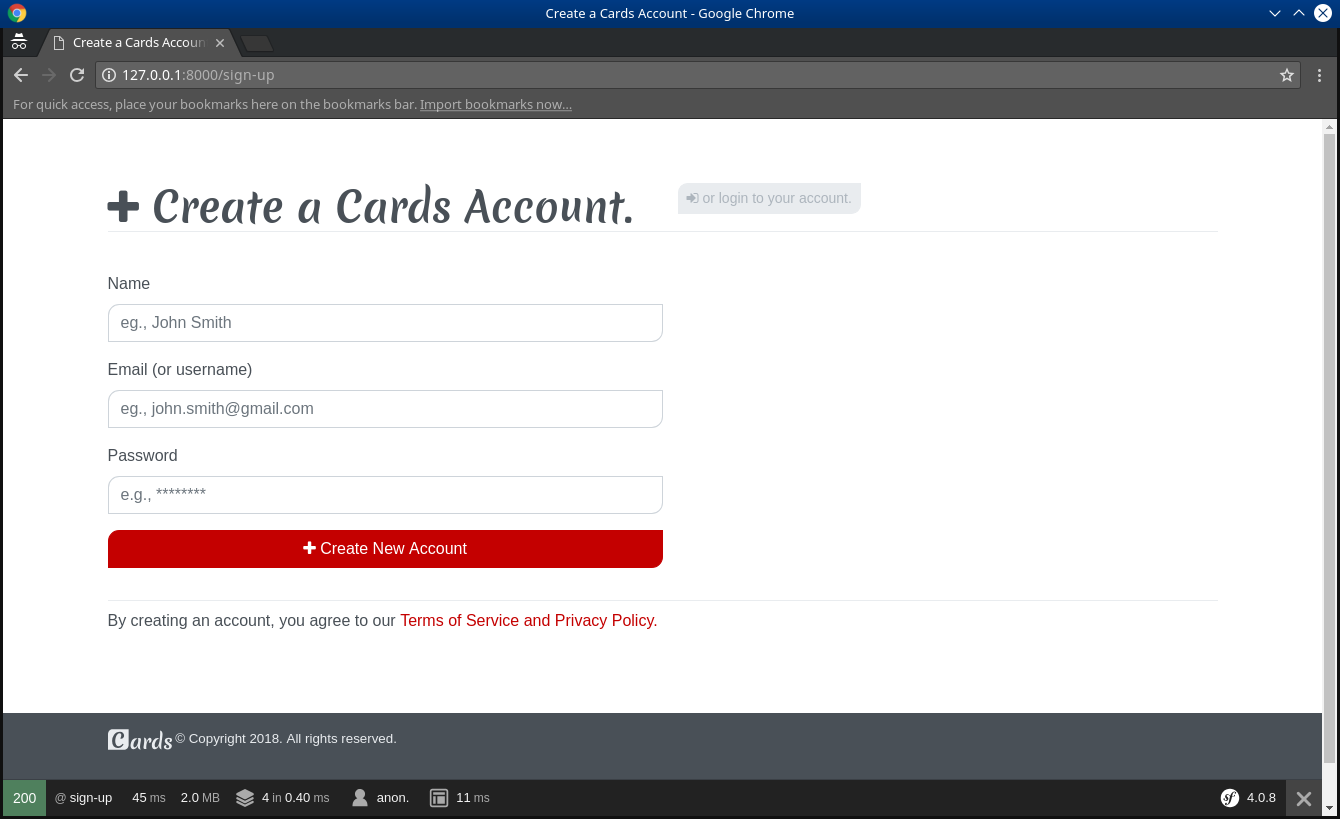 Create a Cards Account - Google Chrome
Create a Cards Accoun
127.0.0.1:8000/sign-up
For quick access, place your bookmarks here on the bookmarks bar. Import bookmarks now...
Create a Cards Account.
or login to your account.
Name
eg., John Smith
Email (or username)
eg., john.smith@gmail.com
Password
e.g., ********
Create New Account
By creating an account, you agree to our Terms of Service and Privacy Policy.
Cards © Copyright 2018. All rights reserved.
200 @ sign-up 45 ms 2.0 MB 4 in 0.40 ms anon. 11 ms sf 4.0.8